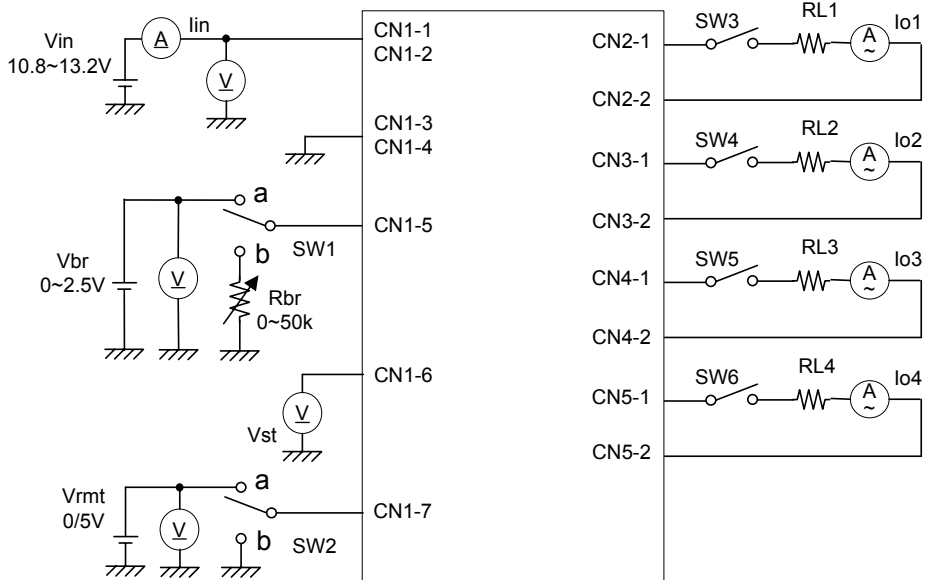 Vin
10.8~13.2V
A
Iin
V
CN1-1
CN1-2
CN1-3
CN1-4
Vbr
0~2.5V
V
a
b
SW1
Rbr
0~50k
CN1-5
CN1-6
V
Vst
Vrmt
0/5V
V
a
b
SW2
CN1-7
CN2-1
SW3
RL1
A
~
Io1
CN2-2
CN3-1
SW4
RL2
A
~
Io2
CN3-2
CN4-1
SW5
RL3
A
~
Io3
CN4-2
CN5-1
SW6
RL4
A
~
Io4
CN5-2